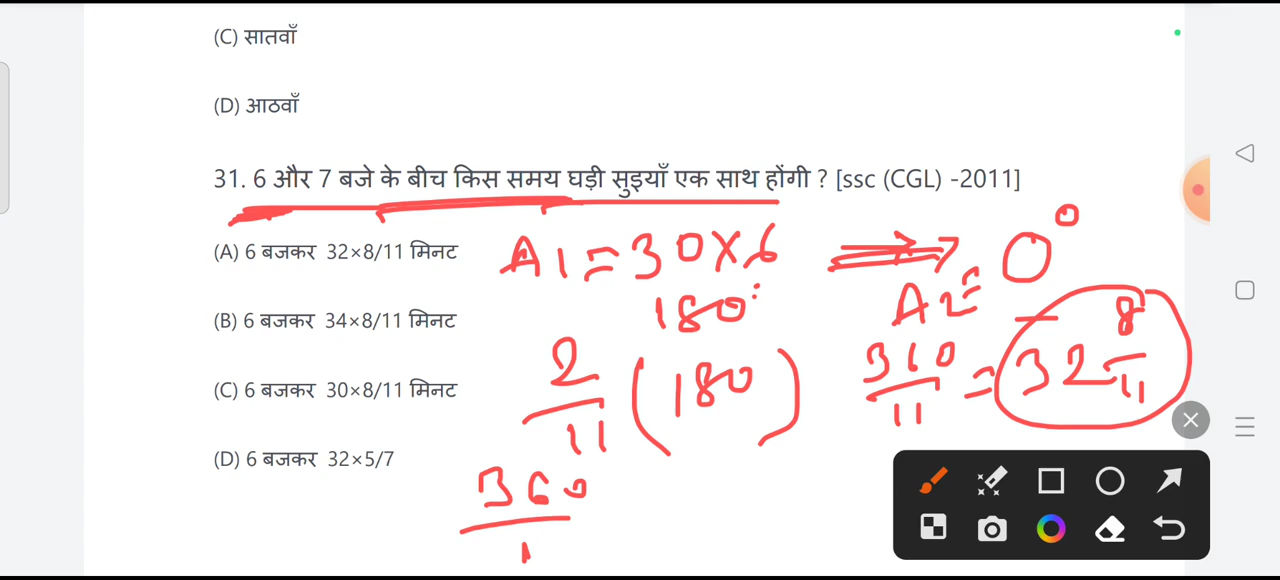 (C) सातवाँ
(D) आठवाँ
31. 6 और 7 बजे के बीच किस समय घड़ी सुइयाँ एक साथ होंगी ? [ssc (CGL) -2011]
(A) 6 बजकर 32×8/11 मिनट
(B) 6 बजकर 34×8/11 मिनट
(C) 6 बजकर 30×8/11 मिनट
(D) 6 बजकर 32×5/7
A1 = 30×6 ⇒ 0°
180° A2 =
2/11 (180) 360/11 = 32 8/11
360/1